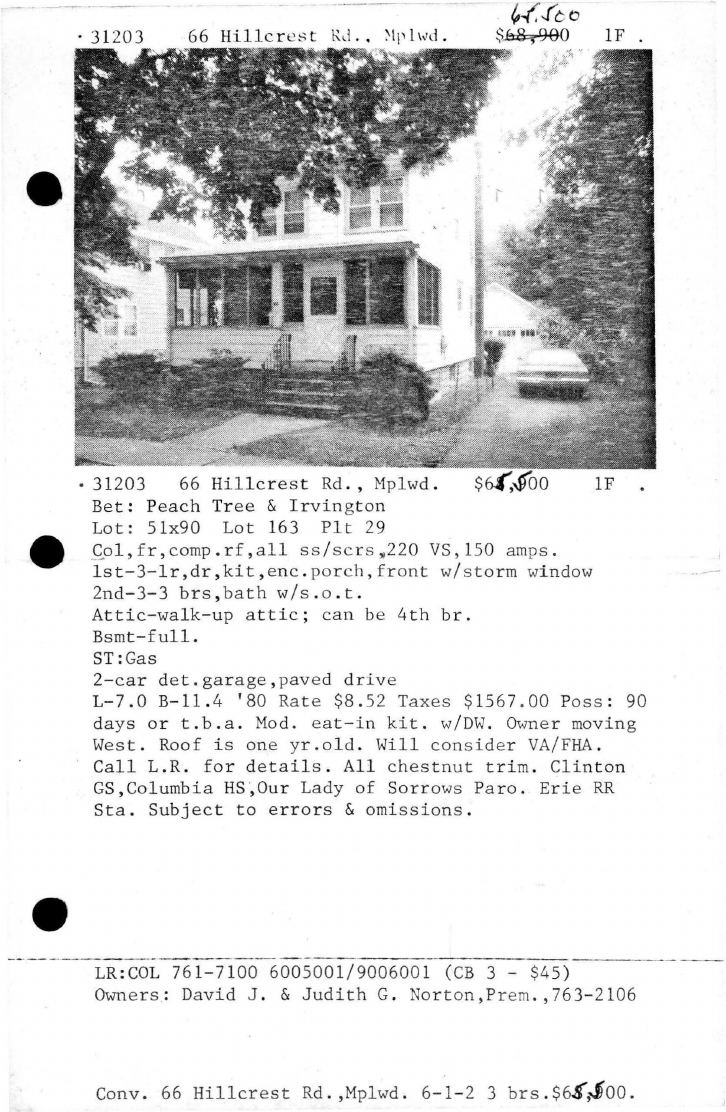 65,500
· 31203 66 Hillcrest Rd., Mplwd. $68,900 1F .
· 31203 66 Hillcrest Rd., Mplwd. $65,500 1F .
Bet: Peach Tree & Irvington
Lot: 51x90 Lot 163 Plt 29
Col,fr,comp.rf,all ss/scrs,220 VS,150 amps.
1st-3-lr,dr,kit,enc.porch,front w/storm window
2nd-3-3 brs,bath w/s.o.t.
Attic-walk-up attic; can be 4th br.
Bsmt-full.
ST:Gas
2-car det.garage,paved drive
L-7.0 B-11.4 '80 Rate $8.52 Taxes $1567.00 Poss: 90
days or t.b.a. Mod. eat-in kit. w/DW. Owner moving
West. Roof is one yr.old. Will consider VA/FHA.
Call L.R. for details. All chestnut trim. Clinton
GS,Columbia HS,Our Lady of Sorrows Paro. Erie RR
Sta. Subject to errors & omissions.
LR:COL 761-7100 6005001/9006001 (CB 3 - $45)
Owners: David J. & Judith G. Norton,Prem.,763-2106
Conv. 66 Hillcrest Rd.,Mplwd. 6-1-2 3 brs.$65,500.